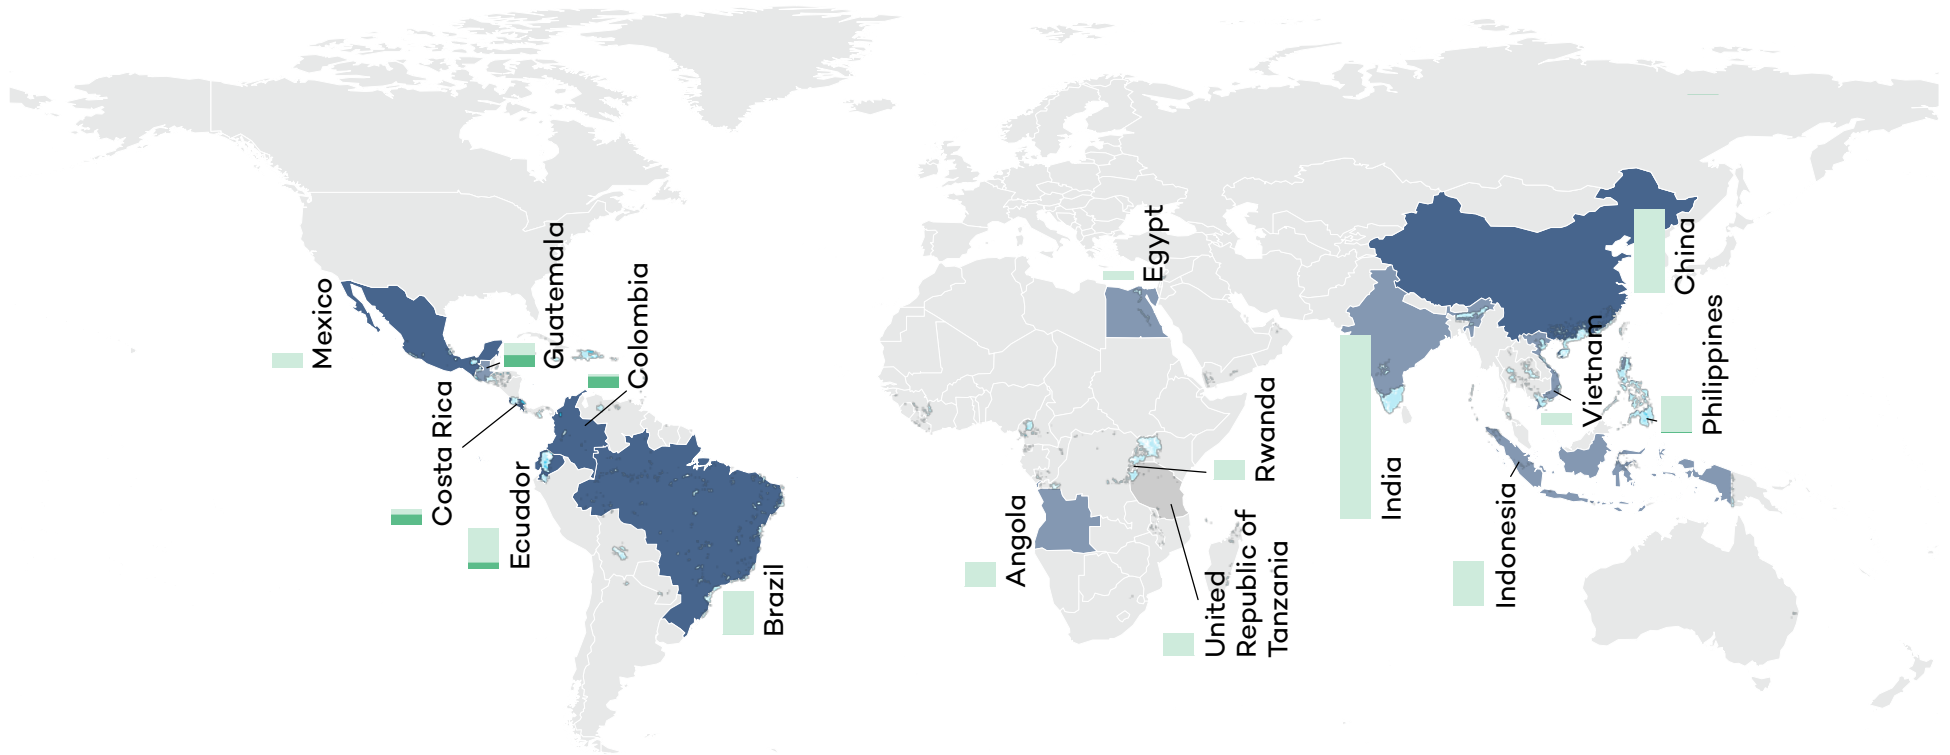 Mexico
Guatemala
Colombia
Costa Rica
Ecuador
Brazil
Egypt
Rwanda
Angola
United
Republic of
Tanzania
India
China
Vietnam
Philippines
Indonesia